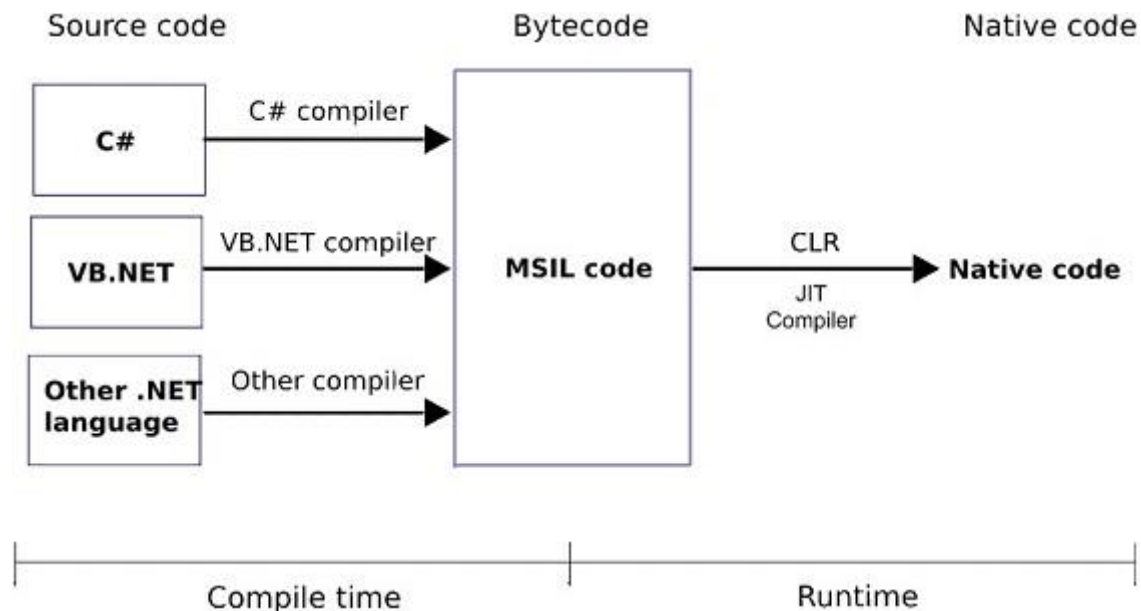 Source code
Bytecode
Native code
C#
C# compiler
VB.NET
VB.NET compiler
MSIL code
CLR
JIT
Compiler
Native code
Other .NET
language
Other compiler
Compile time
Runtime